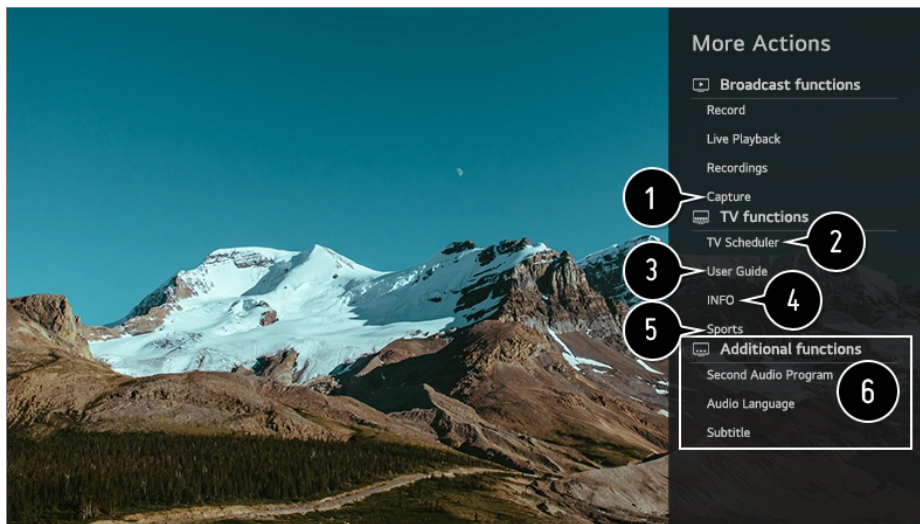 More Actions
Broadcast functions
Record
Live Playback
Recordings
1
Capture
TV functions
TV Scheduler
2
3
User Guide
INFO
4
5
Sports
Additional functions
Second Audio Program
6
Audio Language
Subtitle